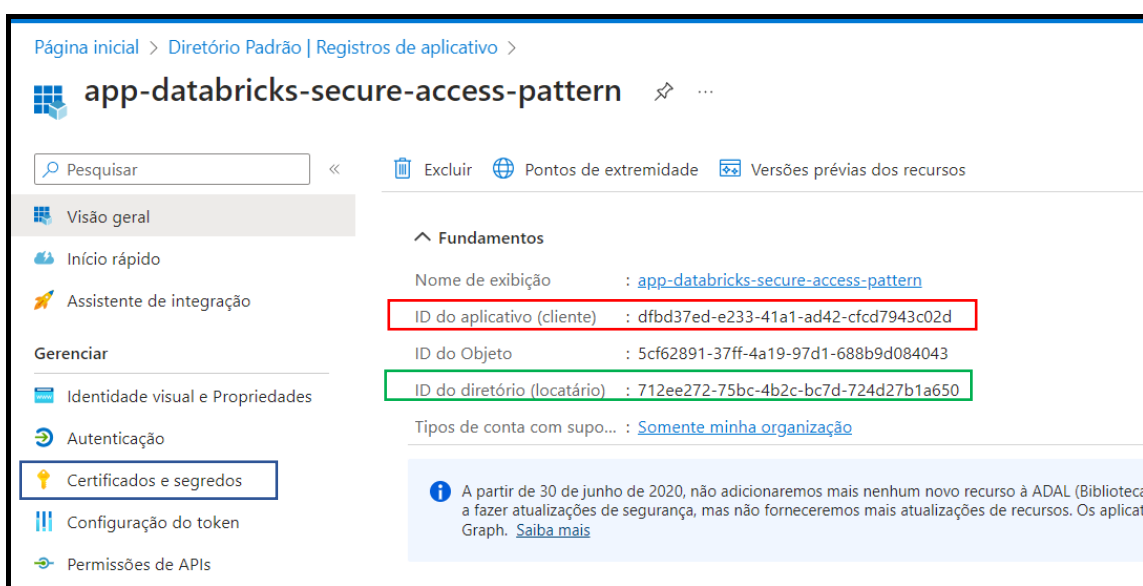 Página inicial > Diretório Padrão | Registros de aplicativo >
app-databricks-secure-access-pattern
Pesquisar
Excluir Pontos de extremidade Versões prévias dos recursos
Visão geral
Início rápido
Assistente de integração
Gerenciar
Identidade visual e Propriedades
Autenticação
Certificados e segredos
Configuração do token
Permissões de APIs
Fundamentos
Nome de exibição : app-databricks-secure-access-pattern
ID do aplicativo (cliente) : dfbd37ed-e233-41a1-ad42-cfcd7943c02d
ID do Objeto : 5cf62891-37ff-4a19-97d1-688b9d084043
ID do diretório (locatário) : 712ee272-75bc-4b2c-bc7d-724d27b1a650
Tipos de conta com supo... : Somente minha organização
A partir de 30 de junho de 2020, não adicionaremos mais nenhum novo recurso à ADAL (Biblioteca
a fazer atualizações de segurança, mas não forneceremos mais atualizações de recursos. Os aplicat
Graph. Saiba mais